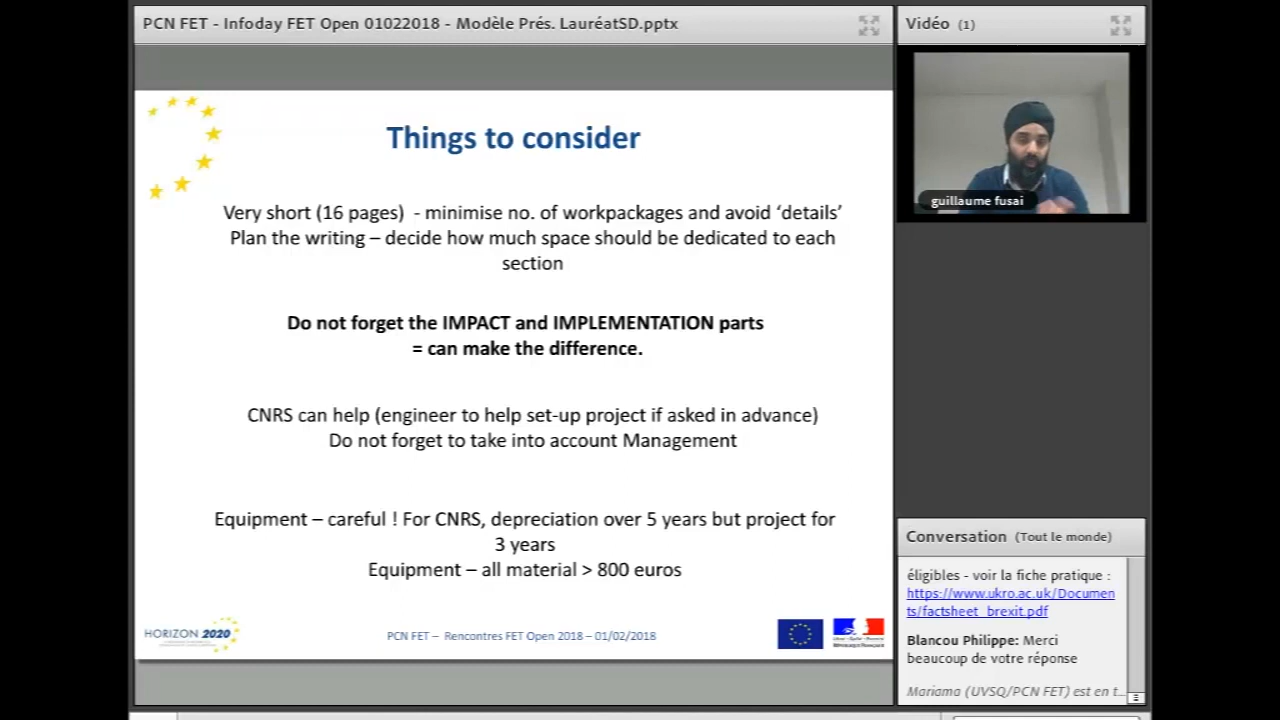 PCN FET - Infoday FET Open 01022018 - Modèle Prés. LauréatSD.pptx
Things to consider
Very short (16 pages) - minimise no. of workpackages and avoid ‘details’
Plan the writing – decide how much space should be dedicated to each
section
Do not forget the IMPACT and IMPLEMENTATION parts
= can make the difference.
CNRS can help (engineer to help set-up project if asked in advance)
Do not forget to take into account Management
Equipment – careful ! For CNRS, depreciation over 5 years but project for
3 years
Equipment – all material > 800 euros
HORIZON 2020
PCN FET – Rencontres FET Open 2018 – 01/02/2018
Vidéo (1)
guillaume fusai
Conversation (Tout le monde)
éligibles - voir la fiche pratique :
https://www.ukro.ac.uk/Documen
ts/factsheet_brexit.pdf
Blancou Philippe: Merci
beaucoup de votre réponse
Mariama (UVSQ/PCN FET) est en t...